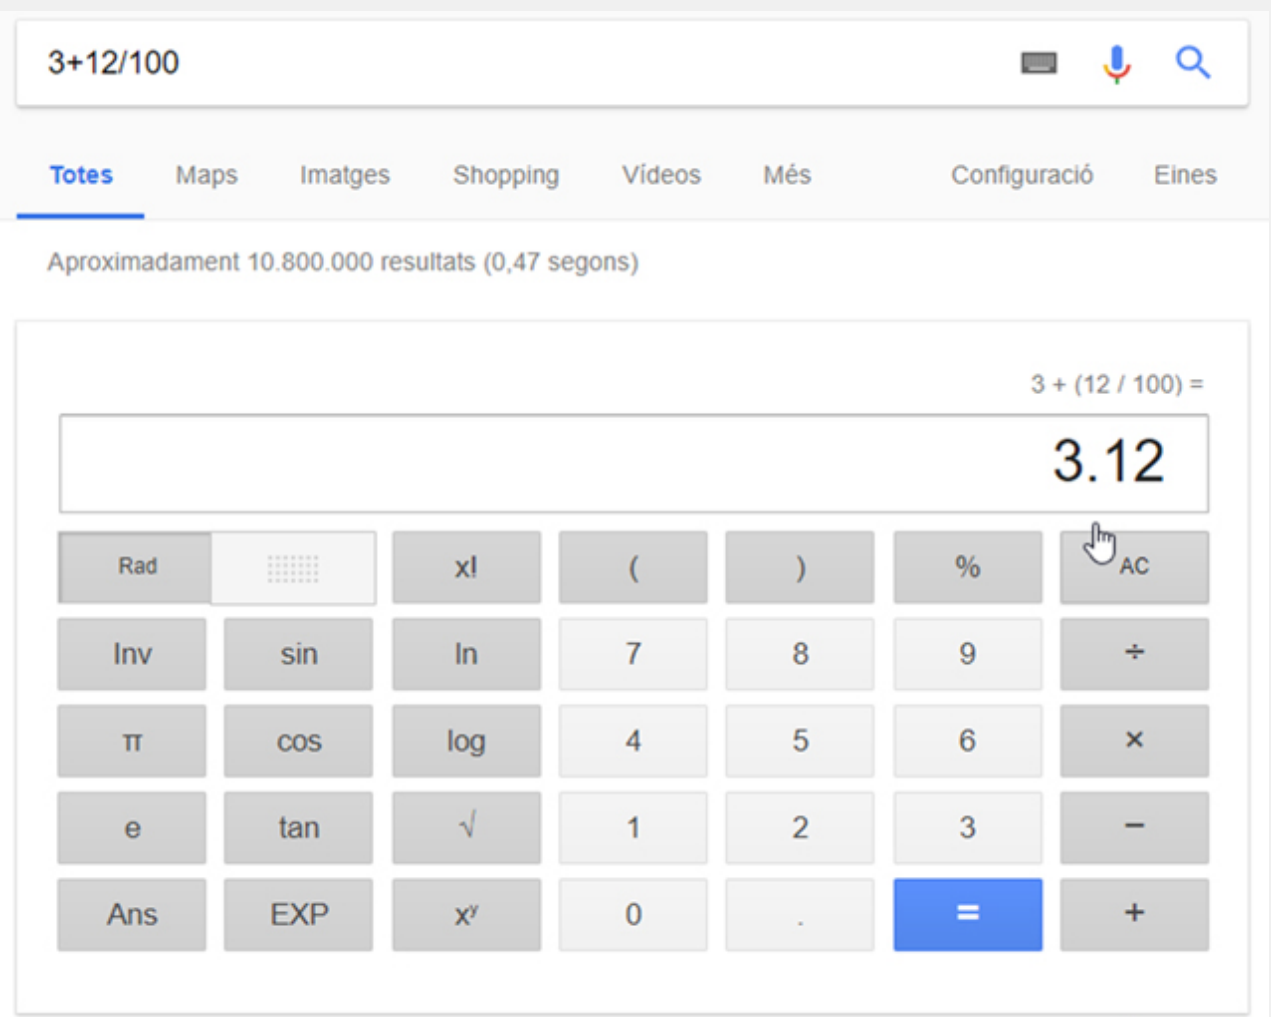 3+12/100
Totes Maps Imatges Shopping Vídeos Més Configuració Eines
Aproximadament 10.800.000 resultats (0,47 segons)
3 + (12 / 100) =
3.12
Rad x! ( ) % AC
Inv sin ln 7 8 9 ÷
π cos log 4 5 6 ×
e tan √ 1 2 3 −
Ans EXP xʸ 0 . = +